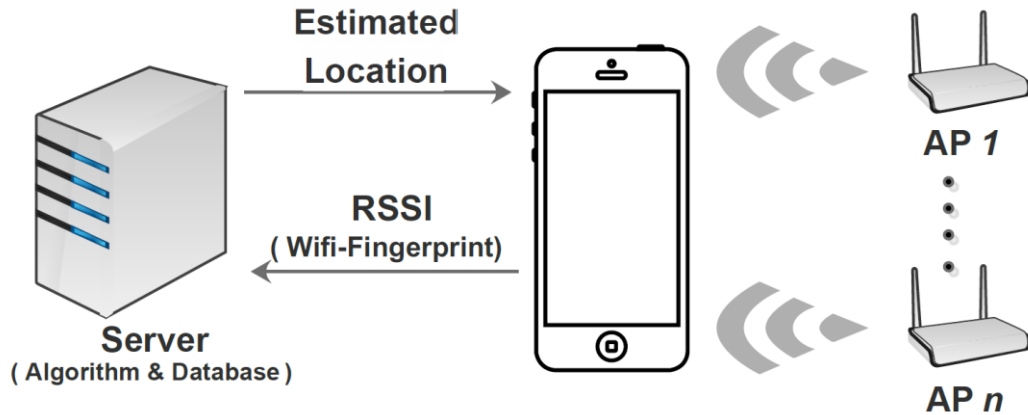 Estimated
Location
RSSI
( Wifi-Fingerprint)
Server
( Algorithm & Database )
AP 1
AP n